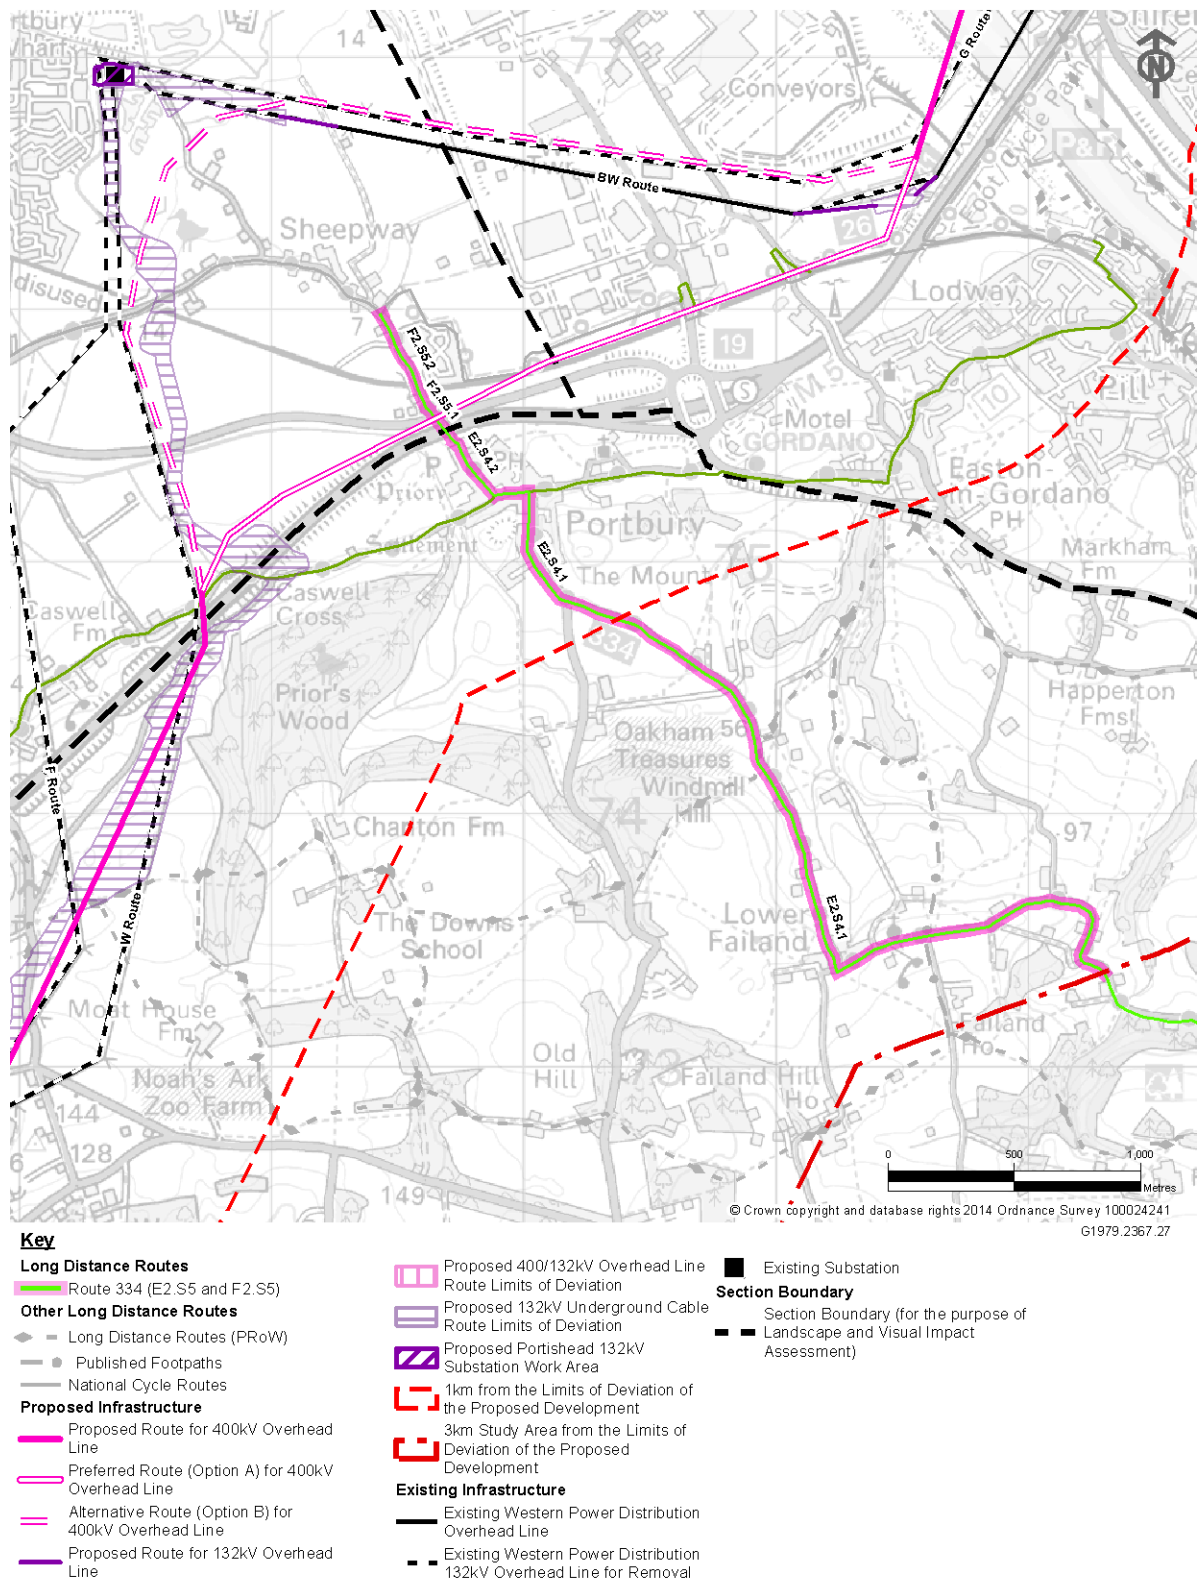 rtbury
Wharf
14
Shire
G Route
Conveyors
P&R
BW Route
Sheepway
disused
Lodway
7
F2.S5.2
19
F2.S5.1
S
Pill
Motel
E2.S4.2
GORDANO
Easton-
in-Gordano
PH
Priory
Portbury
Settlement
E2.S4.1
The Mount
Markham
Fm
Caswell
Fm
Caswell
Cross
Prior's
Wood
Happerton
Fms
Oakham
Treasures
56
Windmill
Hill
F Route
Charlton Fm
97
W Route
The Downs
School
Lower
Failand
E2.S4.1
Moat House
Fm
Failand
Ho
Old
Hill
Failand Hill
Ho
Noah's Ark
Zoo Farm
144
128
149
0 500 1,000
Metres
© Crown copyright and database rights 2014 Ordnance Survey 100024241
G1979.2367.27
Key
Long Distance Routes
Route 334 (E2.S5 and F2.S5)
Other Long Distance Routes
Long Distance Routes (PRoW)
Published Footpaths
National Cycle Routes
Proposed Infrastructure
Proposed Route for 400kV Overhead
Line
Preferred Route (Option A) for 400kV
Overhead Line
Alternative Route (Option B) for
400kV Overhead Line
Proposed Route for 132kV Overhead
Line
Proposed 400/132kV Overhead Line
Route Limits of Deviation
Proposed 132kV Underground Cable
Route Limits of Deviation
Proposed Portishead 132kV
Substation Work Area
1km from the Limits of Deviation of
the Proposed Development
3km Study Area from the Limits of
Deviation of the Proposed
Development
Existing Infrastructure
Existing Western Power Distribution
Overhead Line
Existing Western Power Distribution
132kV Overhead Line for Removal
Existing Substation
Section Boundary
Section Boundary (for the purpose of
Landscape and Visual Impact
Assessment)